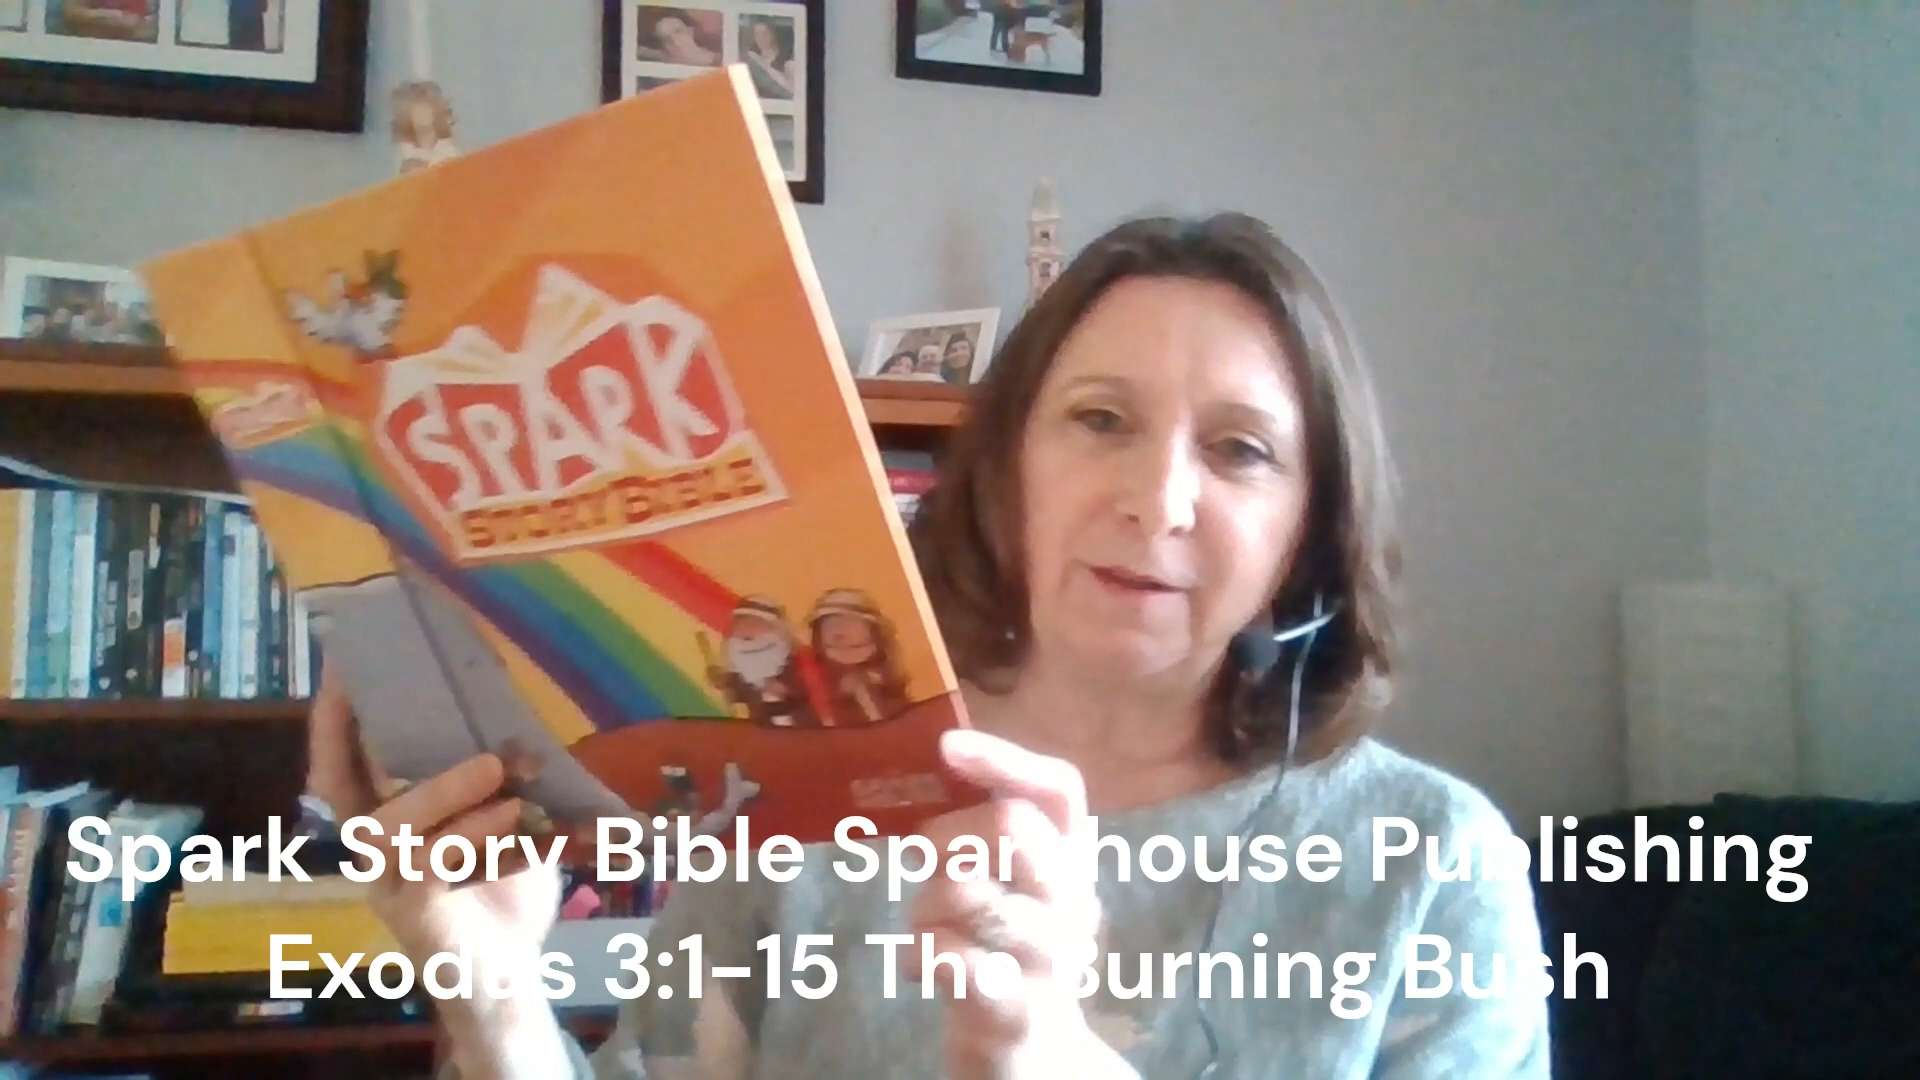 SPARK
STORY BIBLE
Spark Story Bible Sparkhouse Publishing
Exodus 3:1-15 The Burning Bush